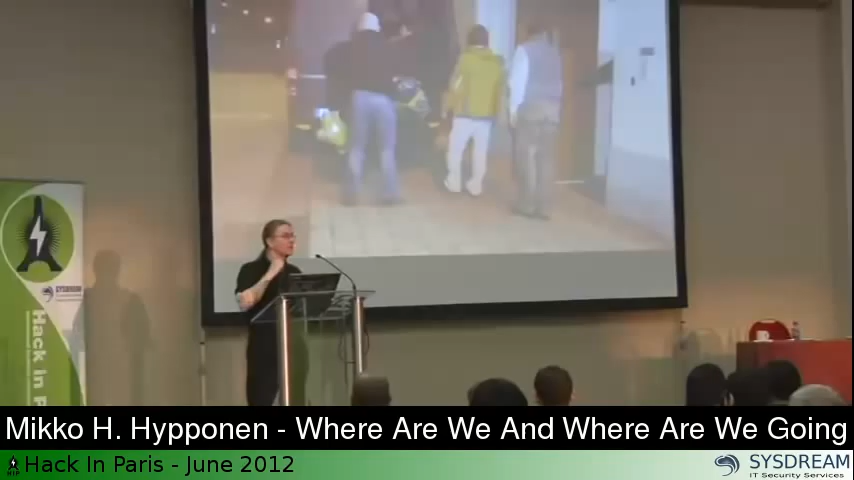 SYSDREAM
Hack in P
Mikko H. Hypponen - Where Are We And Where Are We Going
HIP
Hack In Paris - June 2012
SYSDREAM
IT Security Services